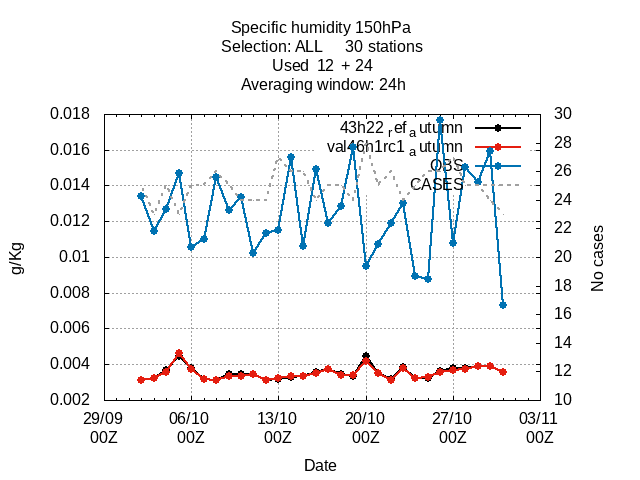 Specific humidity 150hPa
Selection: ALL 30 stations
Used 12 + 24
Averaging window: 24h
43h22_refautumn
val46h1rc1_autumn
OBS
CASES
g/Kg
0.018
0.016
0.014
0.012
0.01
0.008
0.006
0.004
0.002
30
28
26
24
22
20
18
16
14
12
10
No cases
29/09 06/10 13/10 20/10 27/10 03/11
00Z 00Z 00Z 00Z 00Z 00Z
Date